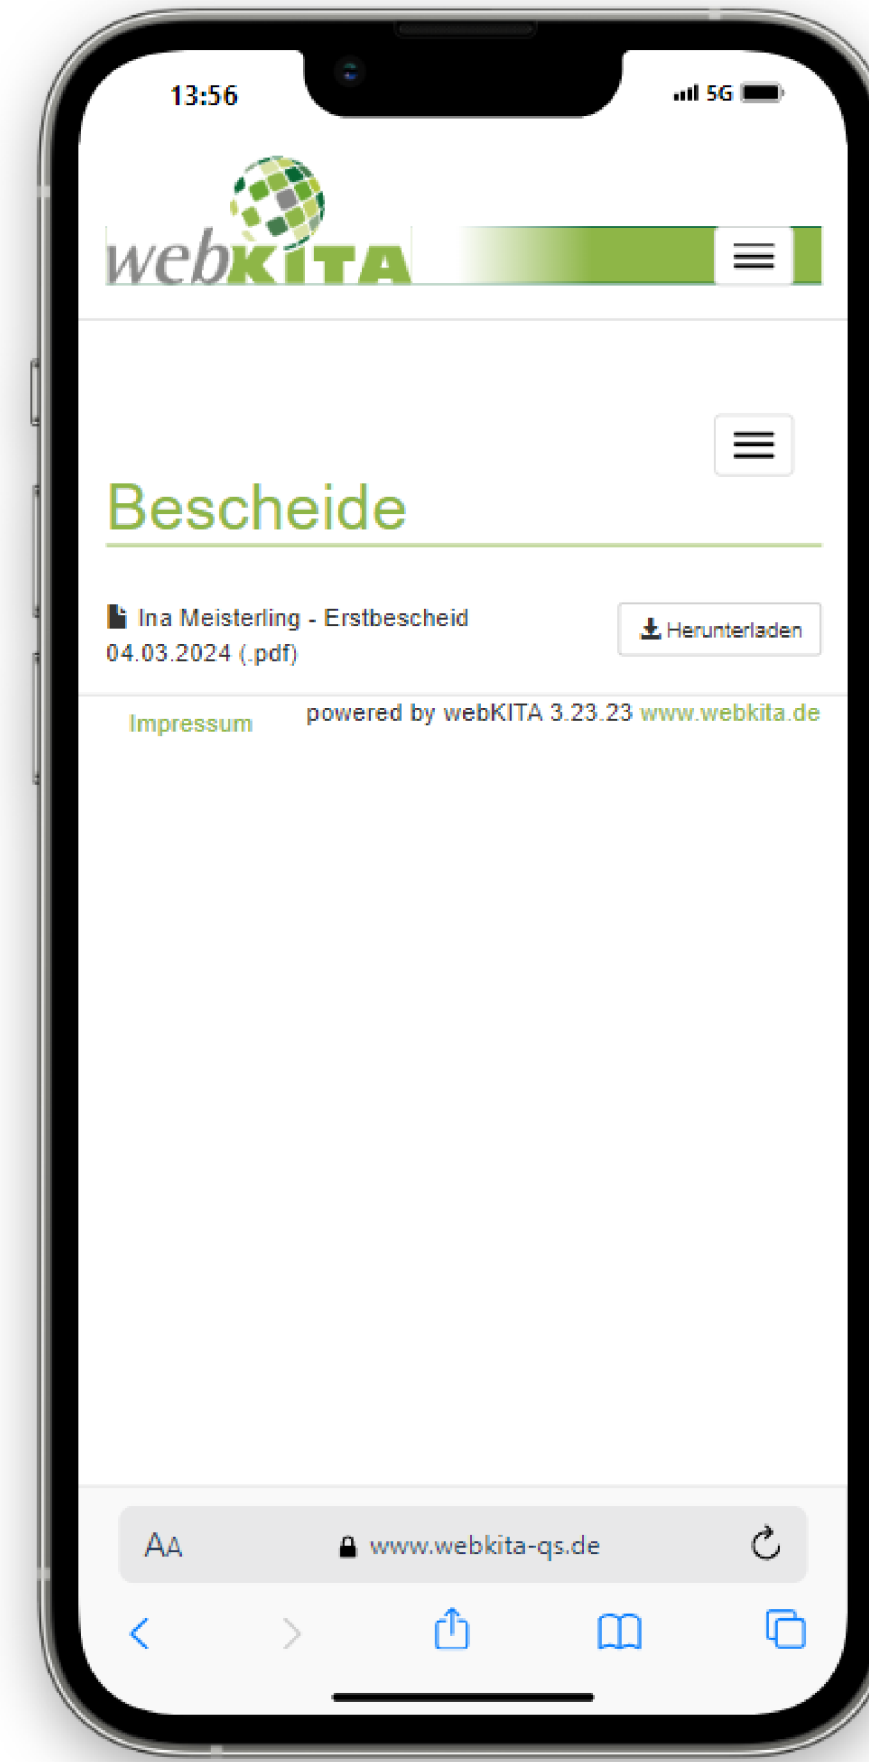 13:56
5G
webKITA
Bescheide
Ina Meisterling - Erstbescheid
04.03.2024 (.pdf)
Herunterladen
Impressum
powered by webKITA 3.23.23 www.webkita.de
AA
www.webkita-qs.de